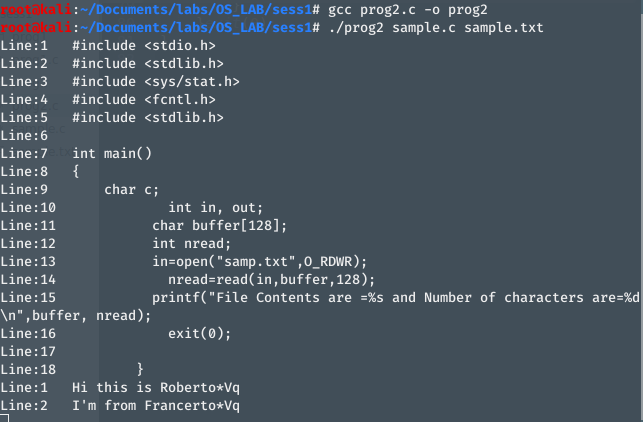 root@kali:~/Documents/labs/OS_LAB/sess1# gcc prog2.c -o prog2
root@kali:~/Documents/labs/OS_LAB/sess1# ./prog2 sample.c sample.txt
Line:1   #include <stdio.h>
Line:2   #include <stdlib.h>
Line:3   #include <sys/stat.h>
Line:4   #include <fcntl.h>
Line:5   #include <stdlib.h>
Line:6
Line:7   int main()
Line:8   {
Line:9       char c;
Line:10              int in, out;
Line:11            char buffer[128];
Line:12            int nread;
Line:13            in=open("samp.txt",O_RDWR);
Line:14              nread=read(in,buffer,128);
Line:15            printf("File Contents are =%s and Number of characters are=%d
\n",buffer, nread);
Line:16              exit(0);
Line:17
Line:18          }
Line:1   Hi this is Roberto*Vq
Line:2   I'm from Francerto*Vq